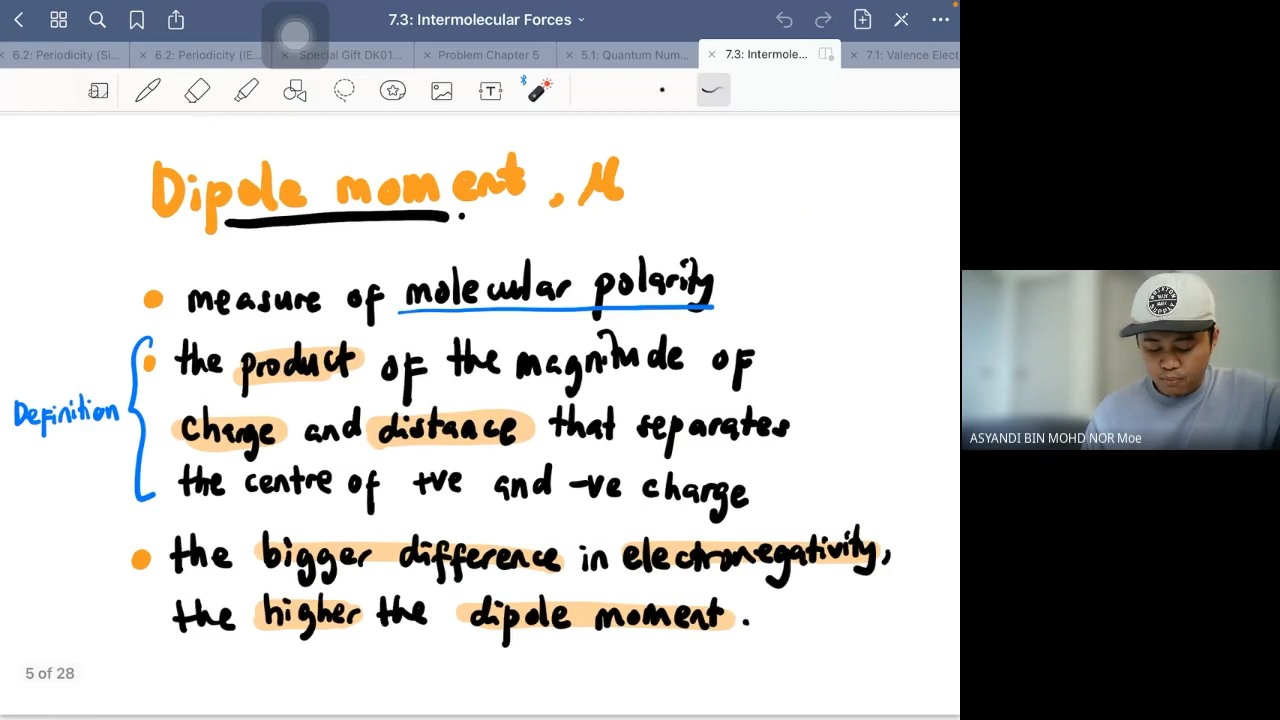 7.3: Intermolecular Forces
6.2: Periodicity (Si...
6.2: Periodicity (IE...
Special Gift DK01...
Problem Chapter 5
5.1: Quantum Num...
7.3: Intermole...
7.1: Valence Elect
Dipole moment, μ
measure of molecular polarity
the product of the magnitude of
charge and distance that separates
the centre of +ve and -ve charge
Definition
the bigger difference in electronegativity,
the higher the dipole moment.
5 of 28
ASYANDI BIN MOHD NOR Moe